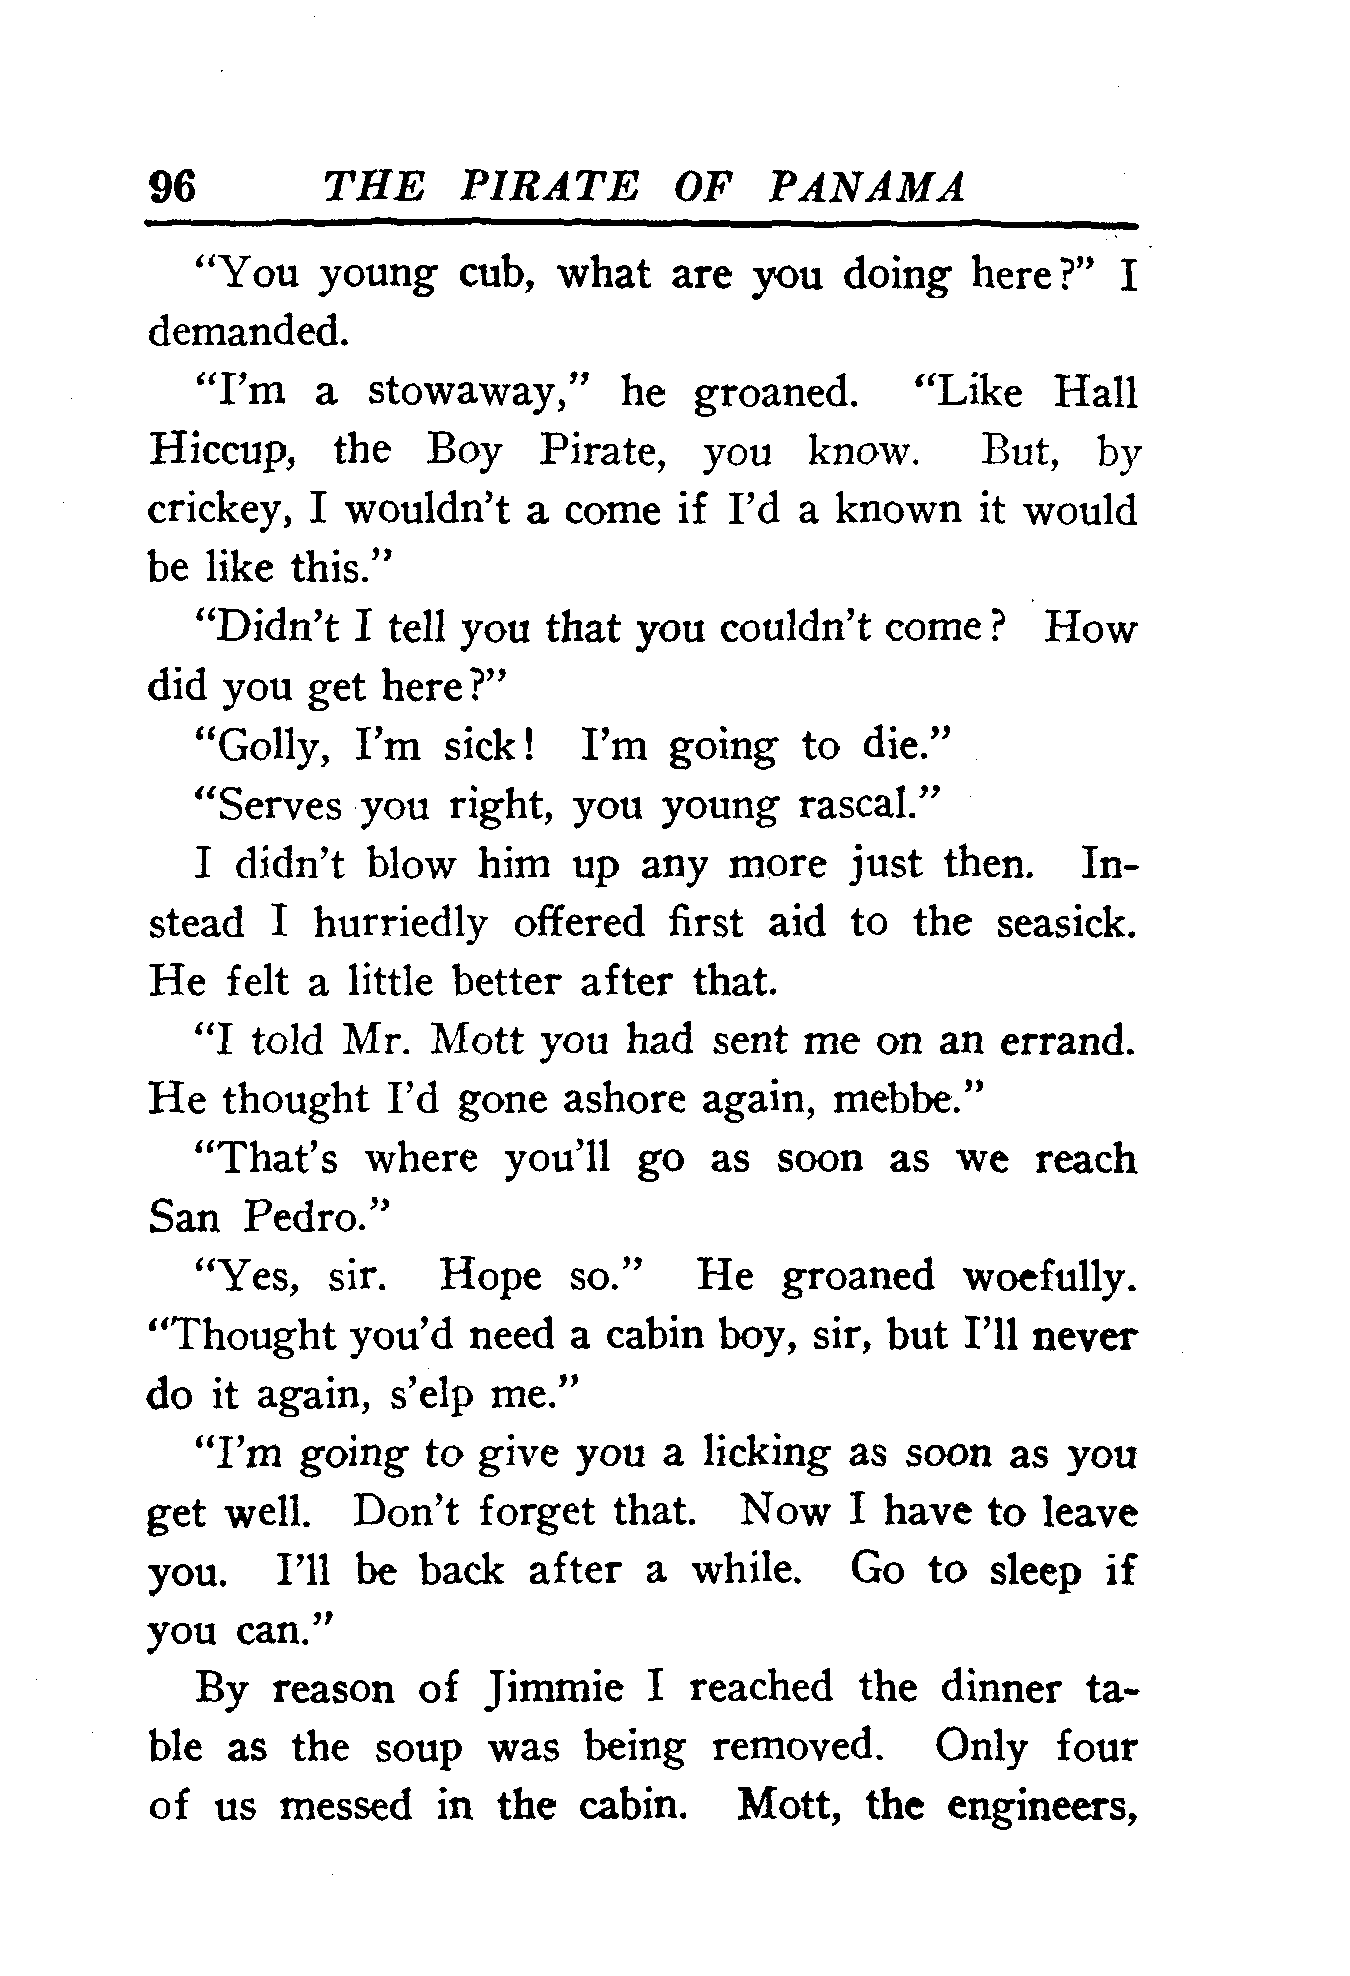 96 THE PIRATE OF PANAMA
“You young cub, what are you doing here?” I
demanded.
“I’m a stowaway,” he groaned. “Like Hall
Hiccup, the Boy Pirate, you know. But, by
crickey, I wouldn’t a come if I’d a known it would
be like this.”
“Didn’t I tell you that you couldn’t come? How
did you get here?”
“Golly, I’m sick! I’m going to die.”
“Serves you right, you young rascal.”
I didn’t blow him up any more just then. In-
stead I hurriedly offered first aid to the seasick.
He felt a little better after that.
“I told Mr. Mott you had sent me on an errand.
He thought I’d gone ashore again, mebbe.”
“That’s where you’ll go as soon as we reach
San Pedro.”
“Yes, sir. Hope so.” He groaned woefully.
“Thought you’d need a cabin boy, sir, but I’ll never
do it again, s’elp me.”
“I’m going to give you a licking as soon as you
get well. Don’t forget that. Now I have to leave
you. I’ll be back after a while. Go to sleep if
you can.”
By reason of Jimmie I reached the dinner ta-
ble as the soup was being removed. Only four
of us messed in the cabin. Mott, the engineers,